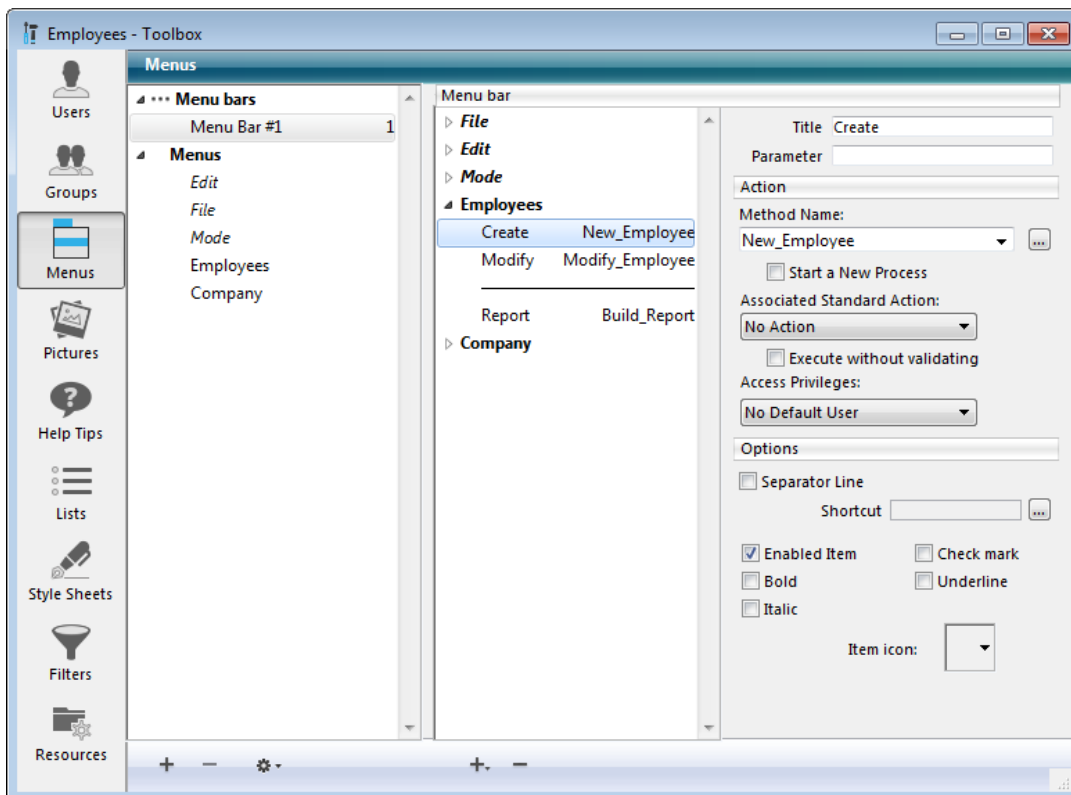 Employees - Toolbox
Users
Groups
Menus
Pictures
Help Tips
Lists
Style Sheets
Filters
Resources
Menus
Menu bars
Menu Bar #1 1
Menus
Edit
File
Mode
Employees
Company
Menu bar
File
Edit
Mode
Employees
Create New_Employee
Modify Modify_Employee
Report Build_Report
Company
Title Create
Parameter
Action
Method Name:
New_Employee ...
Start a New Process
Associated Standard Action:
No Action
Execute without validating
Access Privileges:
No Default User
Options
Separator Line
Shortcut ...
Enabled Item Check mark
Bold Underline
Italic
Item icon: